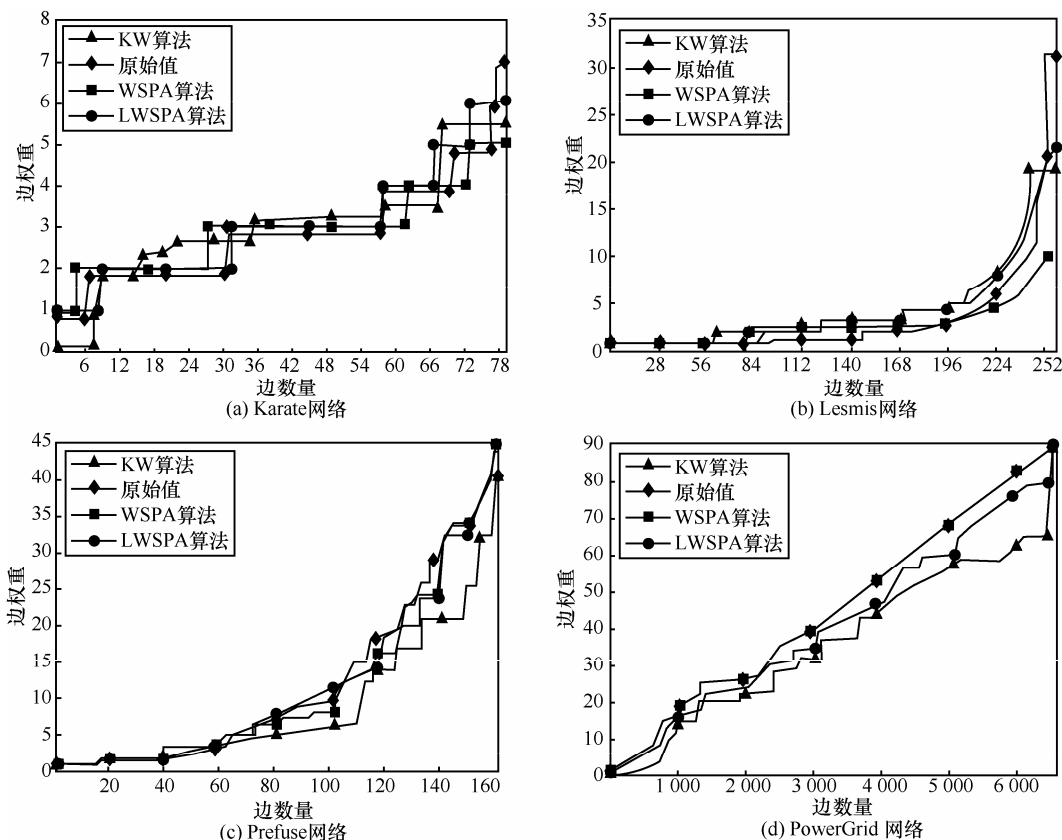 8
7
6
5
4
3
2
1
0
边权重
KW算法
原始值
WSPA算法
LWSPA算法
6 12 18 24 30 36 42 48 54 60 66 72 78
边数量
(a) Karate网络
35
30
25
20
15
10
5
0
边权重
KW算法
原始值
WSPA算法
LWSPA算法
28 56 84 112 140 168 196 224 252
边数量
(b) Lesmis网络
45
40
35
30
25
20
15
10
5
0
边权重
KW算法
原始值
WSPA算法
LWSPA算法
20 40 60 80 100 120 140 160
边数量
(c) Prefuse网络
90
80
70
60
50
40
30
20
10
0
边权重
KW算法
原始值
WSPA算法
LWSPA算法
1 000 2 000 3 000 4 000 5 000 6 000
边数量
(d) PowerGrid 网络